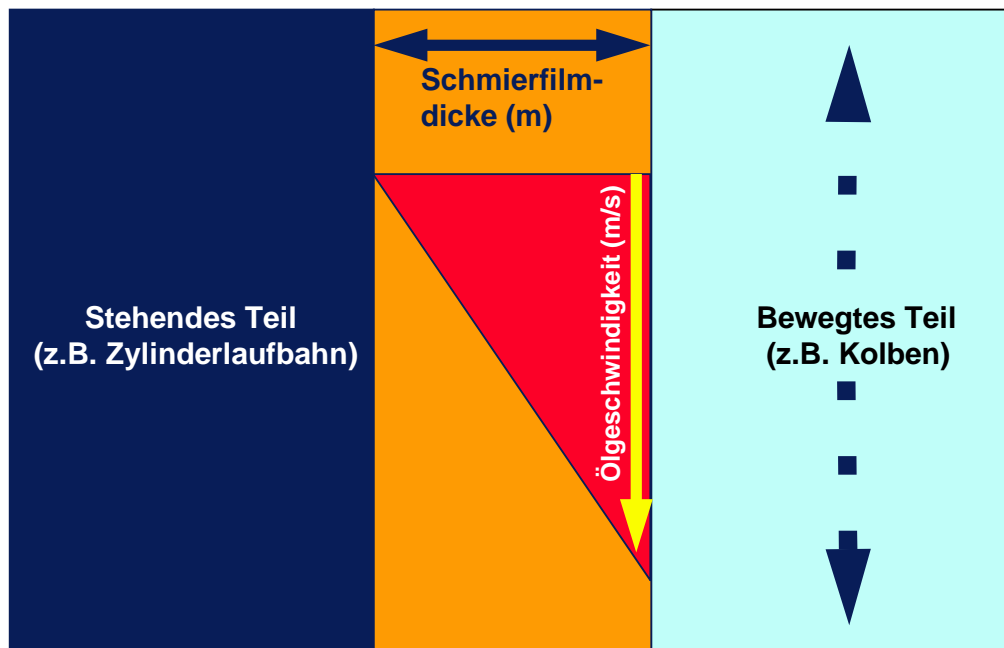 Schmierfilm-
dicke (m)
Stehendes Teil
(z.B. Zylinderlaufbahn)
Ölgeschwindigkeit (m/s)
Bewegtes Teil
(z.B. Kolben)